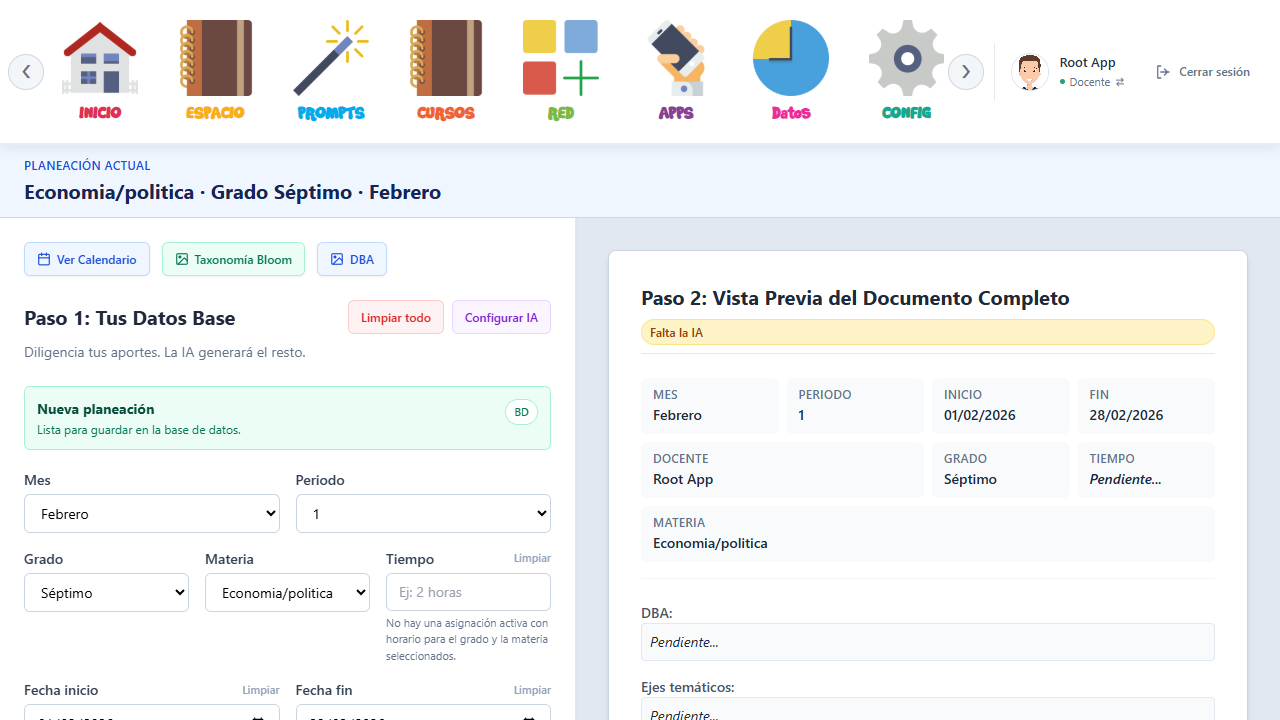 INICIO
ESPACIO
PROMPTS
CURSOS
RED
APPS
Datos
CONFIG
Root App
Docente
Cerrar sesión
PLANEACIÓN ACTUAL
Economia/politica · Grado Séptimo · Febrero
Ver Calendario
Taxonomía Bloom
DBA
Paso 1: Tus Datos Base
Limpiar todo
Configurar IA
Diligencia tus aportes. La IA generará el resto.
Nueva planeación
BD
Lista para guardar en la base de datos.
Mes
Periodo
Febrero
1
Grado
Materia
Tiempo
Limpiar
Séptimo
Economia/politica
Ej: 2 horas
No hay una asignación activa con
horario para el grado y la materia
seleccionados.
Fecha inicio
Limpiar
Fecha fin
Limpiar
Paso 2: Vista Previa del Documento Completo
Falta la IA
MES
Febrero
PERIODO
1
INICIO
01/02/2026
FIN
28/02/2026
DOCENTE
Root App
GRADO
Séptimo
TIEMPO
Pendiente...
MATERIA
Economia/politica
DBA:
Pendiente...
Ejes temáticos:
Pendiente...